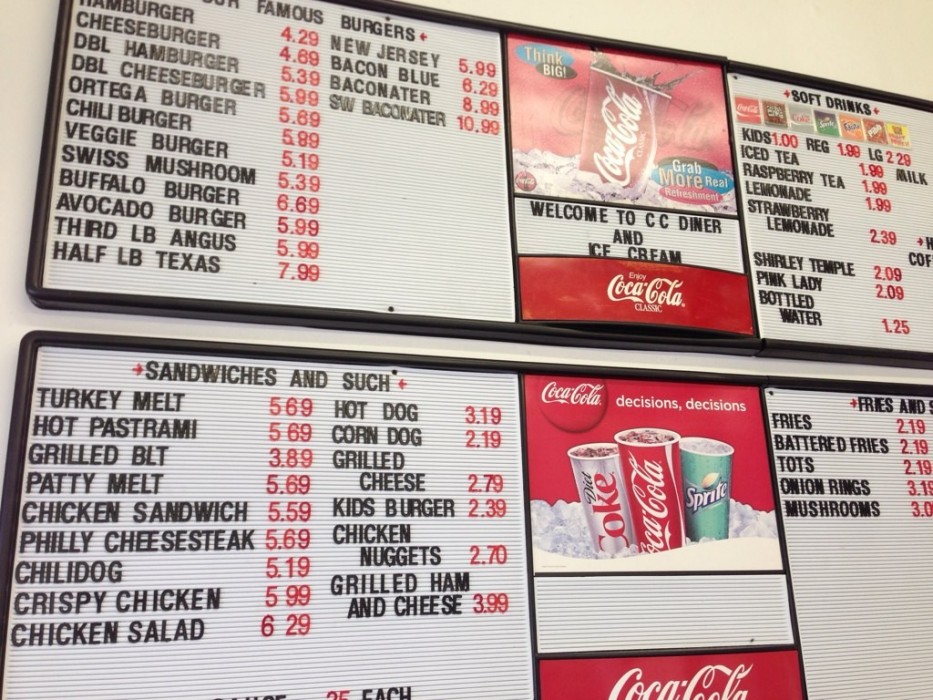 FAMOUS BURGERS
HAMBURGER 4.29
CHEESEBURGER 4.69
DBL HAMBURGER 5.39
DBL CHEESEBURGER 5.99
ORTEGA BURGER 5.69
CHILI BURGER 5.89
VEGGIE BURGER 5.19
SWISS MUSHROOM 5.39
BUFFALO BURGER 6.69
AVOCADO BURGER 5.99
THIRD LB ANGUS 5.99
HALF LB TEXAS 7.99
NEW JERSEY 5.99
BACON BLUE 6.29
BACONATER 8.99
SW BACONATER 10.99
Think
BIG!
Coca-Cola
Grab
More Real
Refreshment
WELCOME TO C C DINER
AND
ICE CREAM
Enjoy
Coca-Cola
CLASSIC
SOFT DRINKS
KIDS 1.00 REG 1.89 LG 2 29
ICED TEA 1.99 MILK
RASPBERRY TEA 1.99
LEMONADE 1.99
STRAWBERRY
LEMONADE 2.39
SHIRLEY TEMPLE 2.09
PINK LADY 2.09
BOTTLED
WATER 1.25
SANDWICHES AND SUCH
TURKEY MELT 5 69
HOT PASTRAMI 5 69
GRILLED BLT 3.89
PATTY MELT 5.69
CHICKEN SANDWICH 5.59
PHILLY CHEESESTEAK 5.69
CHILIDOG 5.19
CRISPY CHICKEN 5 99
CHICKEN SALAD 6 29
HOT DOG 3.19
CORN DOG 2.19
GRILLED
CHEESE 2.79
KIDS BURGER 2.39
CHICKEN
NUGGETS 2.70
GRILLED HAM
AND CHEESE 3.99
25 EACH
Coca-Cola
decisions, decisions
Diet
Coke
Coca-Cola
Sprite
Coca-Cola
FRIES AND
FRIES 2.19
BATTERED FRIES 2.19
TOTS 2.19
ONION RINGS
MUSHROOMS